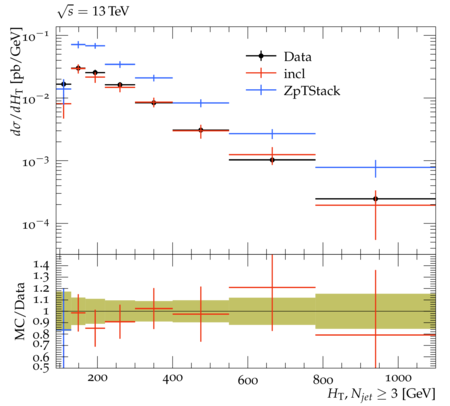 √s = 13 TeV
dσ/dH_T [pb/GeV]
10⁻¹
10⁻²
10⁻³
10⁻⁴
Data
incl
ZpTStack
MC/Data
1.4
1.3
1.2
1.1
1
0.9
0.8
0.7
0.6
0.5
200 400 600 800 1000
H_T, N_jet ≥ 3 [GeV]